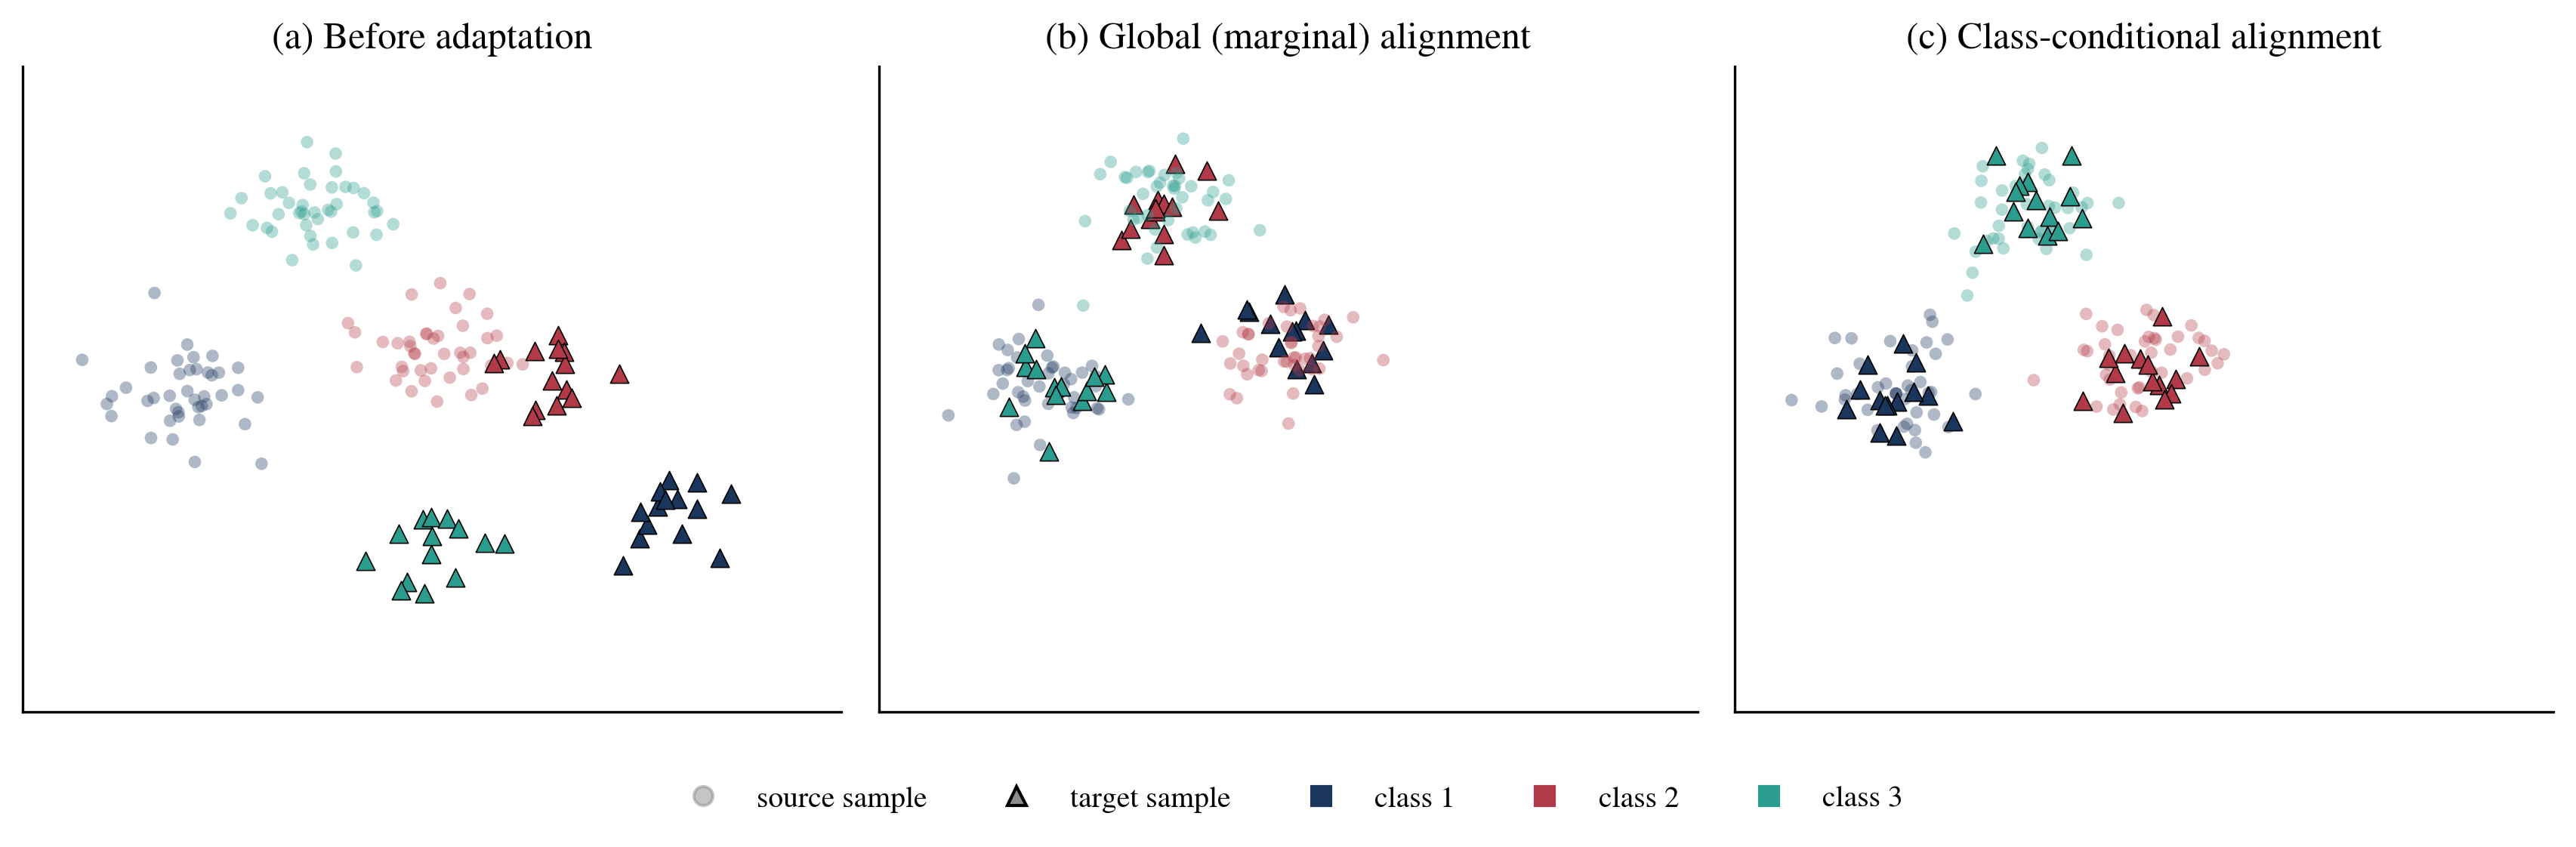 (a) Before adaptation
(b) Global (marginal) alignment
(c) Class-conditional alignment
source sample
target sample
class 1
class 2
class 3